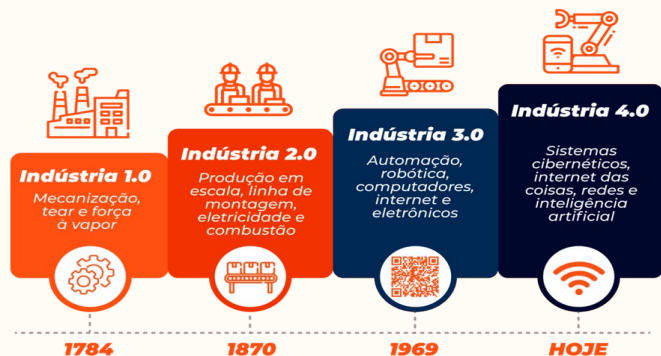 Indústria 1.0
Mecanização,
tear e força
à vapor
Indústria 2.0
Produção em
escala, linha de
montagem,
eletricidade e
combustão
Indústria 3.0
Automação,
robótica,
computadores,
internet e
eletrônicos
Indústria 4.0
Sistemas
cibernéticos,
internet das
coisas, redes e
inteligência
artificial
1784
1870
1969
HOJE